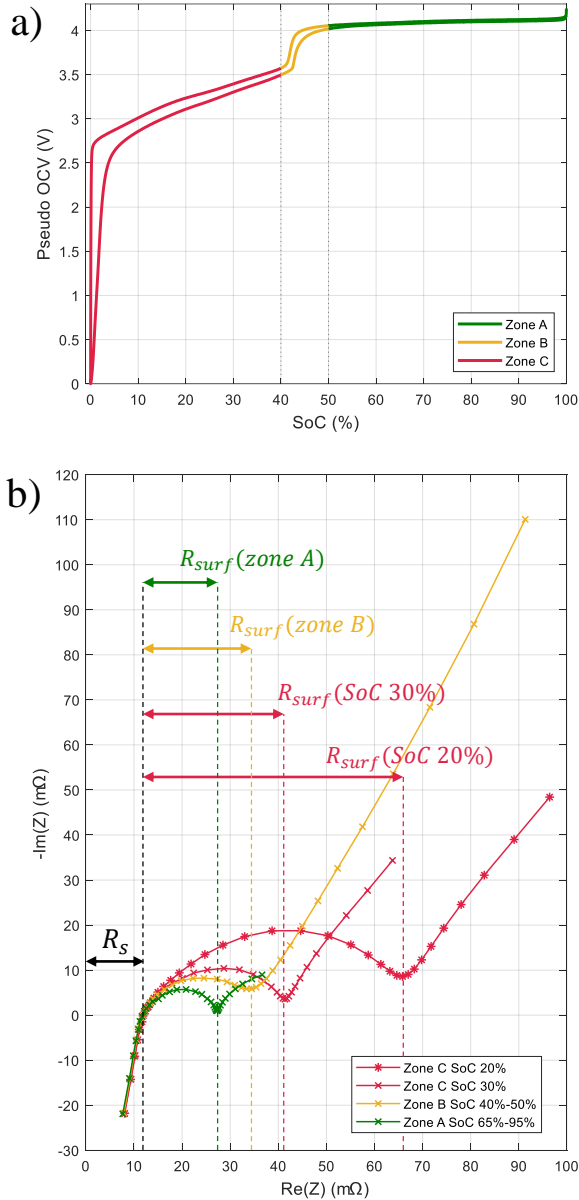 a)
Pseudo OCV (V)
4
3.5
3
2.5
2
1.5
1
0.5
0
0 10 20 30 40 50 60 70 80 90 100
SoC (%)
Zone A
Zone B
Zone C
b)
-Im(Z) (mΩ)
120
110
100
90
80
70
60
50
40
30
20
10
0
-10
-20
-30
R_surf(zone A)
R_surf(zone B)
R_surf(SoC 30%)
R_surf(SoC 20%)
R_s
Zone C SoC 20%
Zone C SoC 30%
Zone B SoC 40%-50%
Zone A SoC 65%-95%
0 10 20 30 40 50 60 70 80 90 100
Re(Z) (mΩ)